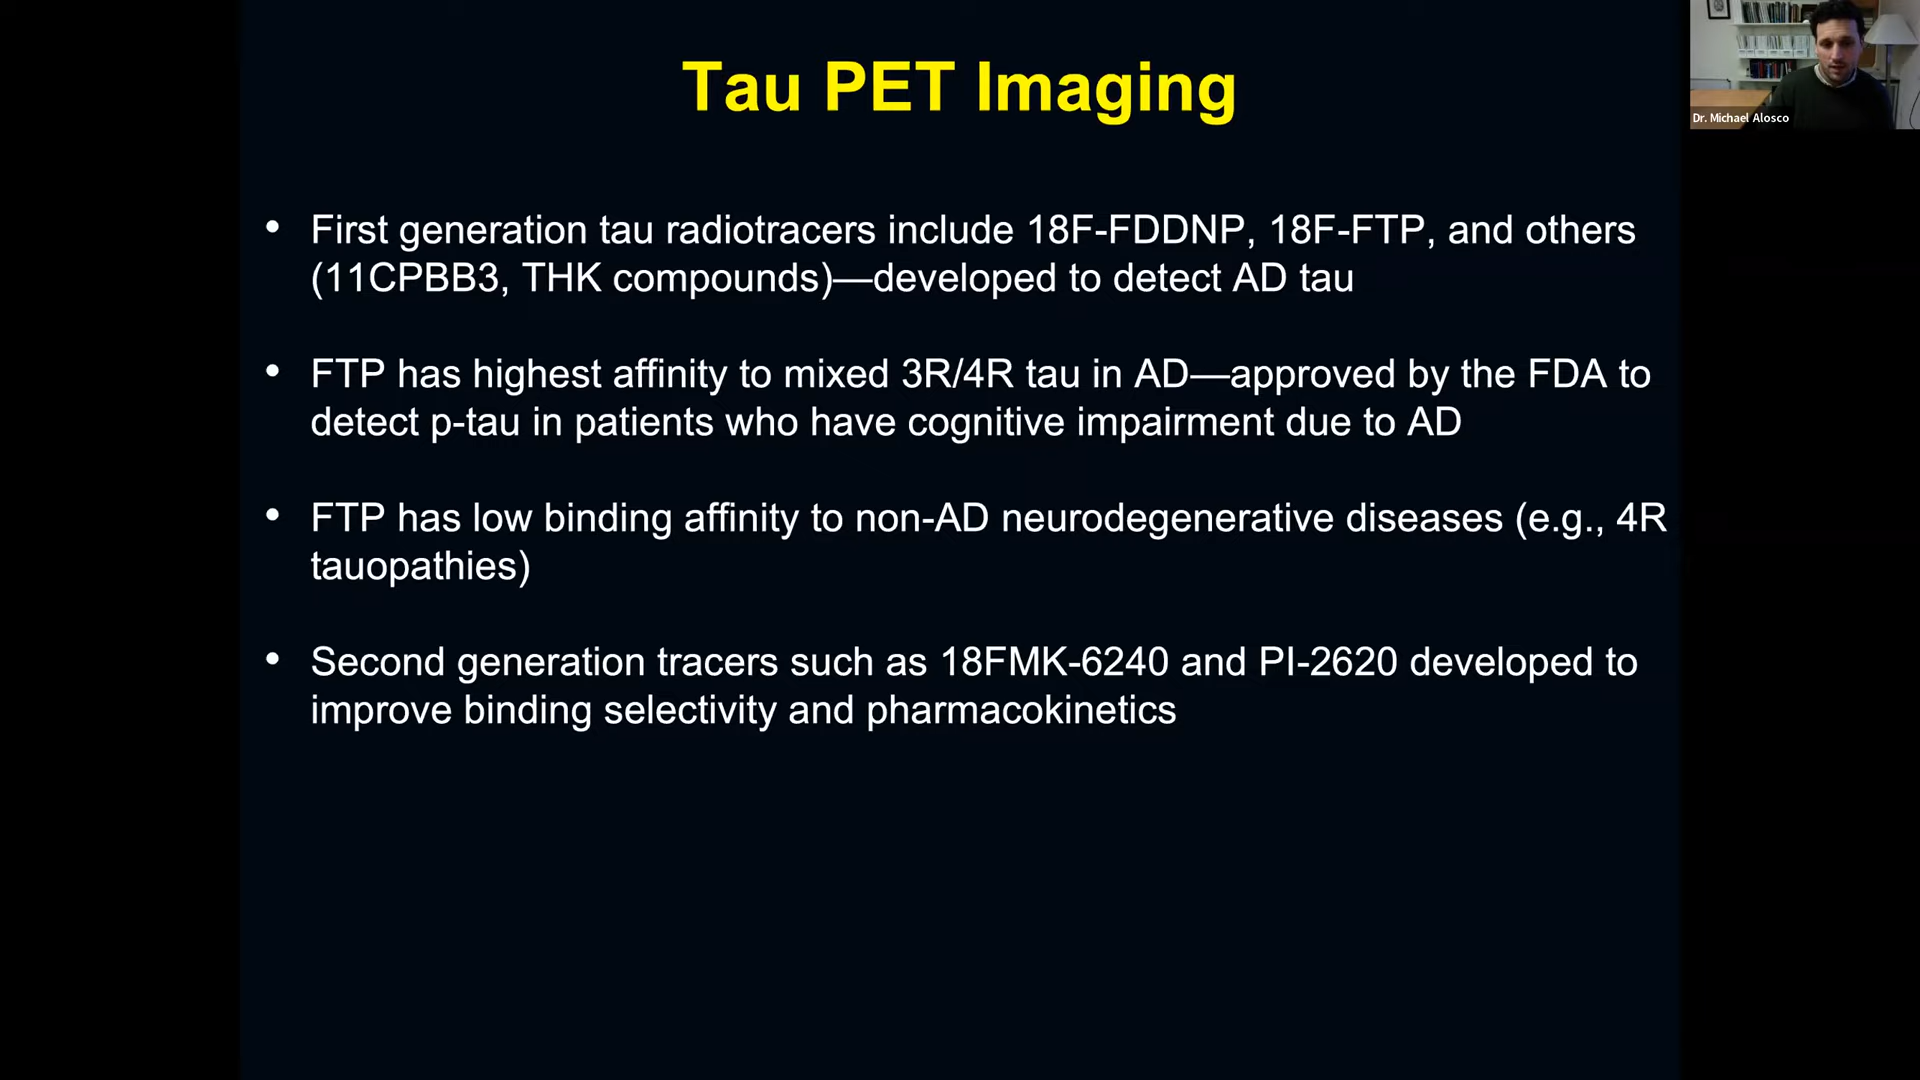 Tau PET Imaging
Dr. Michael Alosco
• First generation tau radiotracers include 18F-FDDNP, 18F-FTP, and others
(11CPBB3, THK compounds)—developed to detect AD tau
• FTP has highest affinity to mixed 3R/4R tau in AD—approved by the FDA to
detect p-tau in patients who have cognitive impairment due to AD
• FTP has low binding affinity to non-AD neurodegenerative diseases (e.g., 4R
tauopathies)
• Second generation tracers such as 18FMK-6240 and PI-2620 developed to
improve binding selectivity and pharmacokinetics